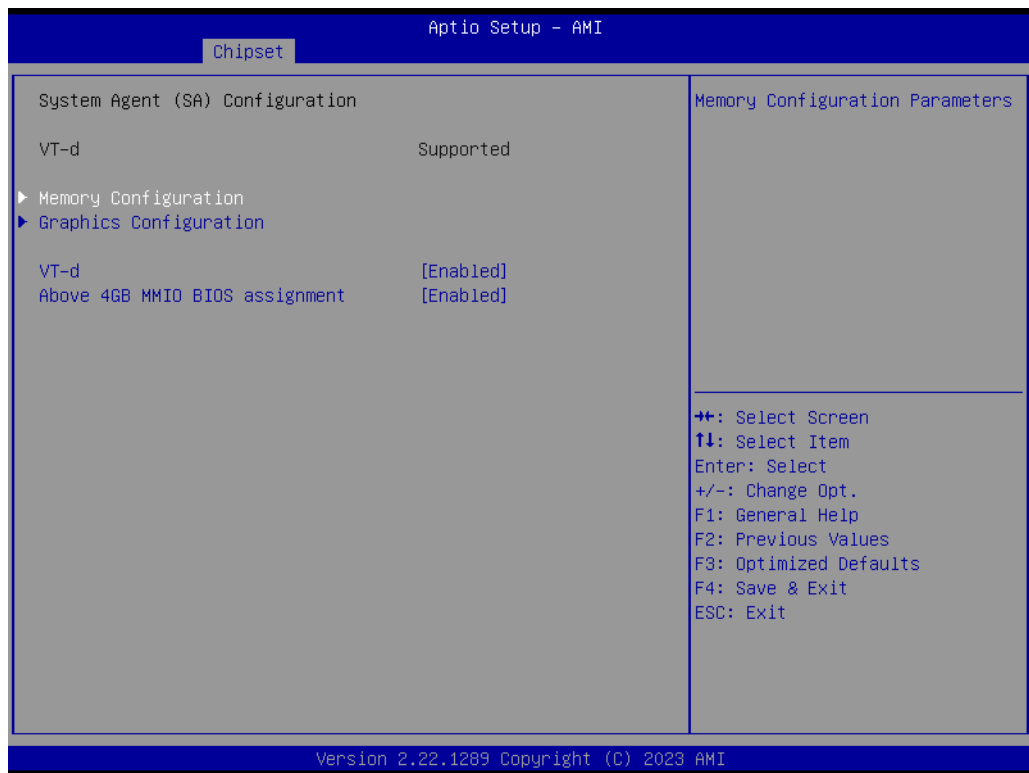 Aptio Setup – AMI
Chipset
System Agent (SA) Configuration
VT-d Supported
▶ Memory Configuration
▶ Graphics Configuration
VT-d [Enabled]
Above 4GB MMIO BIOS assignment [Enabled]
Memory Configuration Parameters
→←: Select Screen
↑↓: Select Item
Enter: Select
+/-: Change Opt.
F1: General Help
F2: Previous Values
F3: Optimized Defaults
F4: Save & Exit
ESC: Exit
Version 2.22.1289 Copyright (C) 2023 AMI